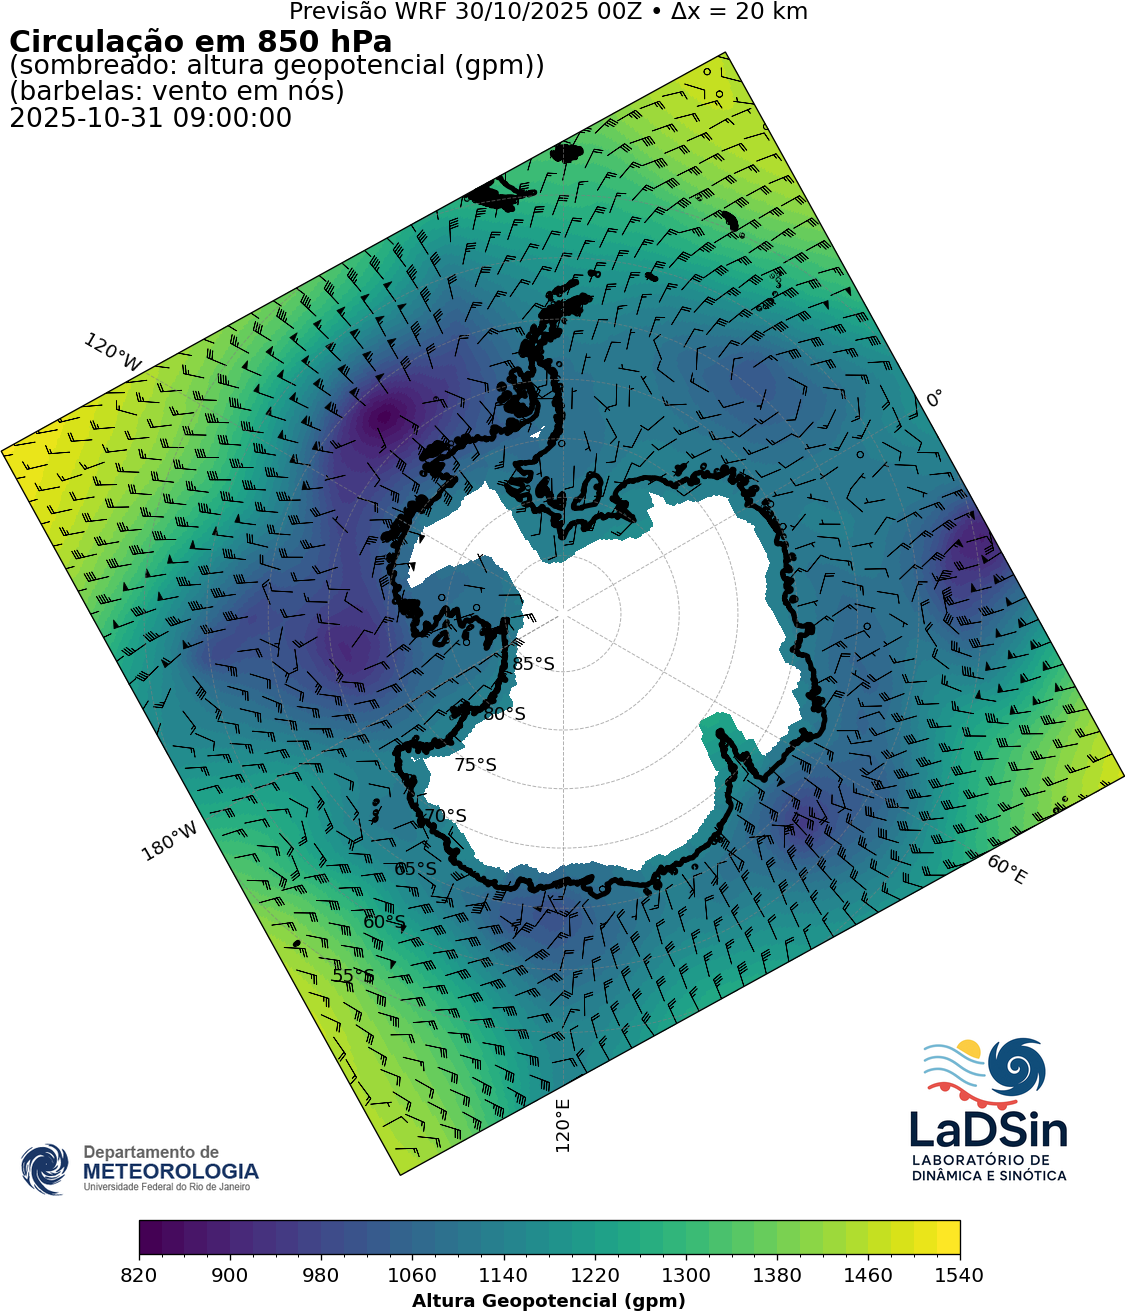 Previsão WRF 30/10/2025 00Z • Δx = 20 km
Circulação em 850 hPa
(sombreado: altura geopotencial (gpm))
(barbelas: vento em nós)
2025-10-31 09:00:00
120°W
0°
85°S
80°S
75°S
70°S
180°W
65°S
60°E
60°S
55°S
120°E
LaDSin
LABORATÓRIO DE
DINÂMICA E SINÓTICA
Departamento de
METEOROLOGIA
Universidade Federal do Rio de Janeiro
820 900 980 1060 1140 1220 1300 1380 1460 1540
Altura Geopotencial (gpm)